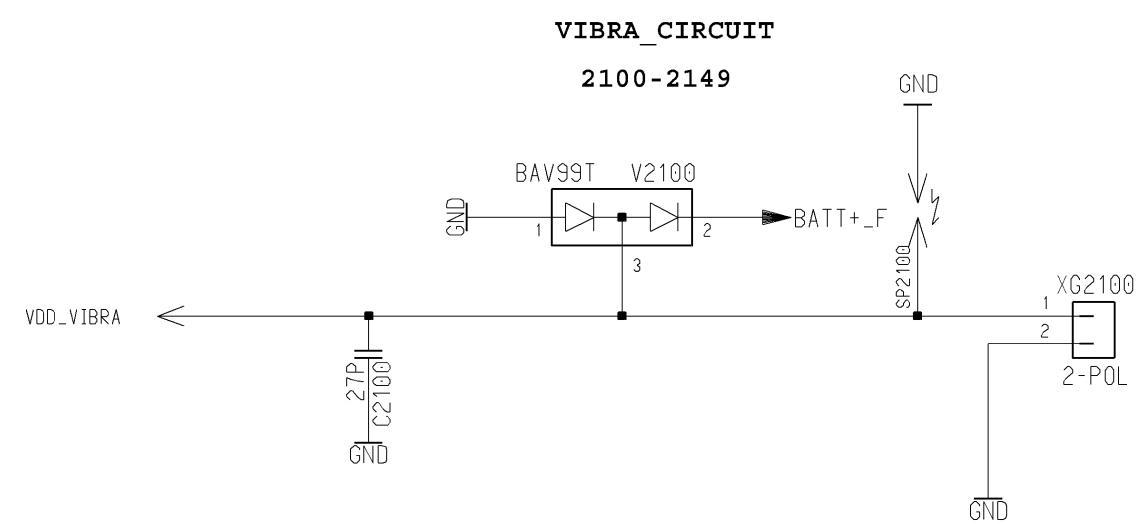 VIBRA_CIRCUIT
2100-2149
GND
BAV99T V2100
GND
1
2
BATT+_F
3
SP2100
XG2100
VDD_VIBRA
1
2
27P
C2100
2-POL
GND
GND